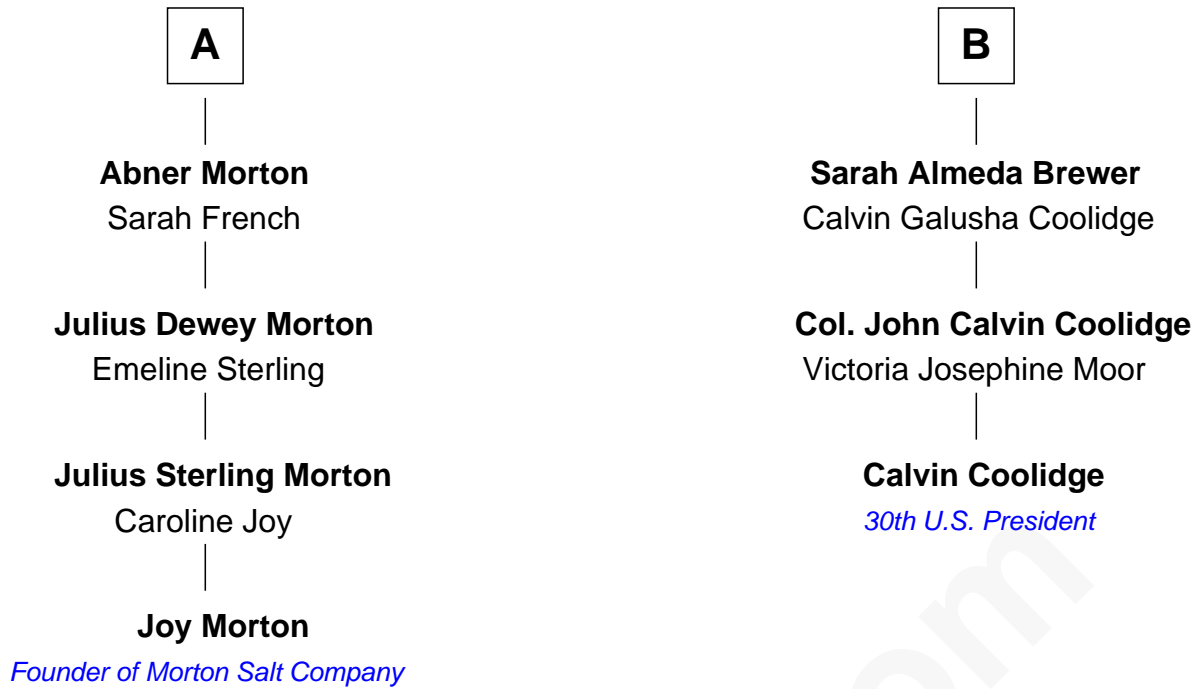 A
Abner Morton
Sarah French
Julius Dewey Morton
Emeline Sterling
Julius Sterling Morton
Caroline Joy
Joy Morton
Founder of Morton Salt Company
B
Sarah Almeda Brewer
Calvin Galusha Coolidge
Col. John Calvin Coolidge
Victoria Josephine Moor
Calvin Coolidge
30th U.S. President
om